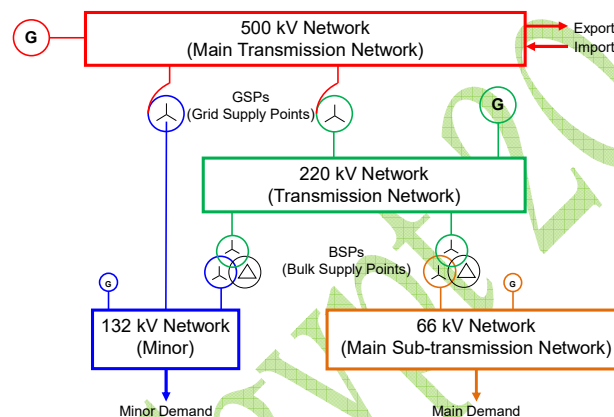 500 kV Network
(Main Transmission Network)
G
Export
Import
GSPs
(Grid Supply Points)
G
220 kV Network
(Transmission Network)
BSPs
(Bulk Supply Points)
G
G
132 kV Network
(Minor)
66 kV Network
(Main Sub-transmission Network)
Minor Demand
Main Demand